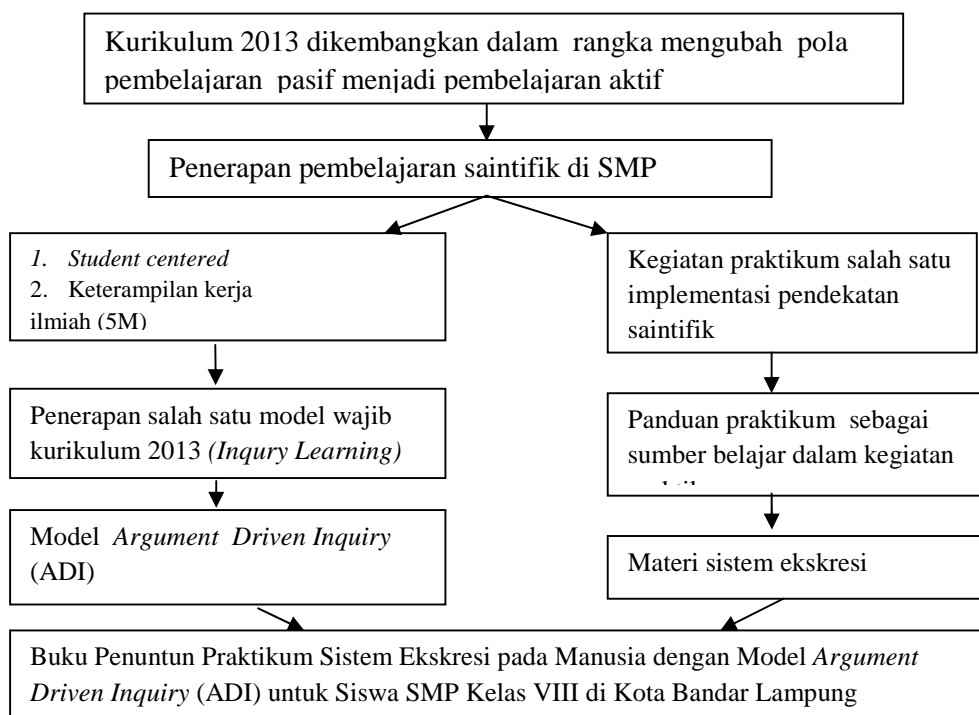 Kurikulum 2013 dikembangkan dalam rangka mengubah pola
pembelajaran pasif menjadi pembelajaran aktif
Penerapan pembelajaran saintifik di SMP
1. Student centered
2. Keterampilan kerja
ilmiah (5M)
Kegiatan praktikum salah satu
implementasi pendekatan
saintifik
Penerapan salah satu model wajib
kurikulum 2013 (Inqury Learning)
Panduan praktikum sebagai
sumber belajar dalam kegiatan
Model Argument Driven Inquiry
(ADI)
Materi sistem ekskresi
Buku Penuntun Praktikum Sistem Ekskresi pada Manusia dengan Model Argument
Driven Inquiry (ADI) untuk Siswa SMP Kelas VIII di Kota Bandar Lampung